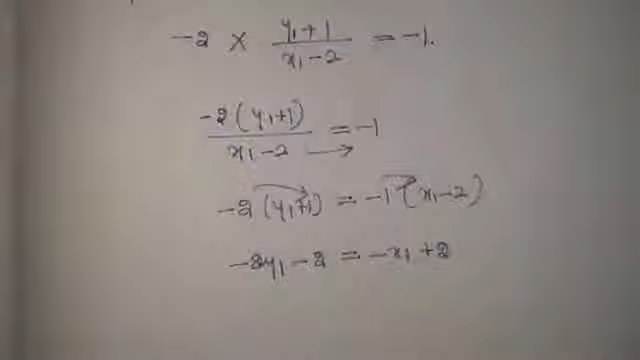 -2 × (y₁+1)/(x₁-2) = -1.
-2(y₁+1)/(x₁-2) = -1
-2(y₁+1) = -1(x₁-2)
-2y₁ - 2 = -x₁ + 2